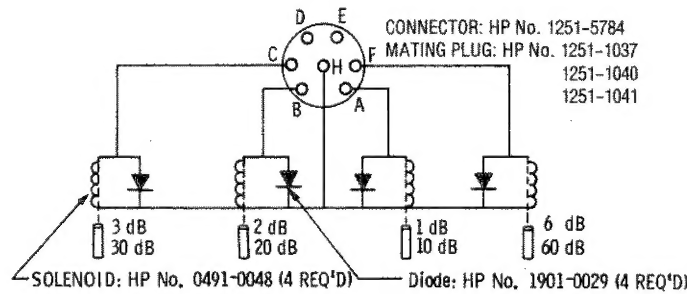 D E
CONNECTOR: HP No. 1251-5784
C H F
MATING PLUG: HP No. 1251-1037
1251-1040
B A
1251-1041
3 dB
30 dB
2 dB
20 dB
1 dB
10 dB
6 dB
60 dB
SOLENOID: HP No. 0491-0048 (4 REQ'D)
Diode: HP No. 1901-0029 (4 REQ'D)